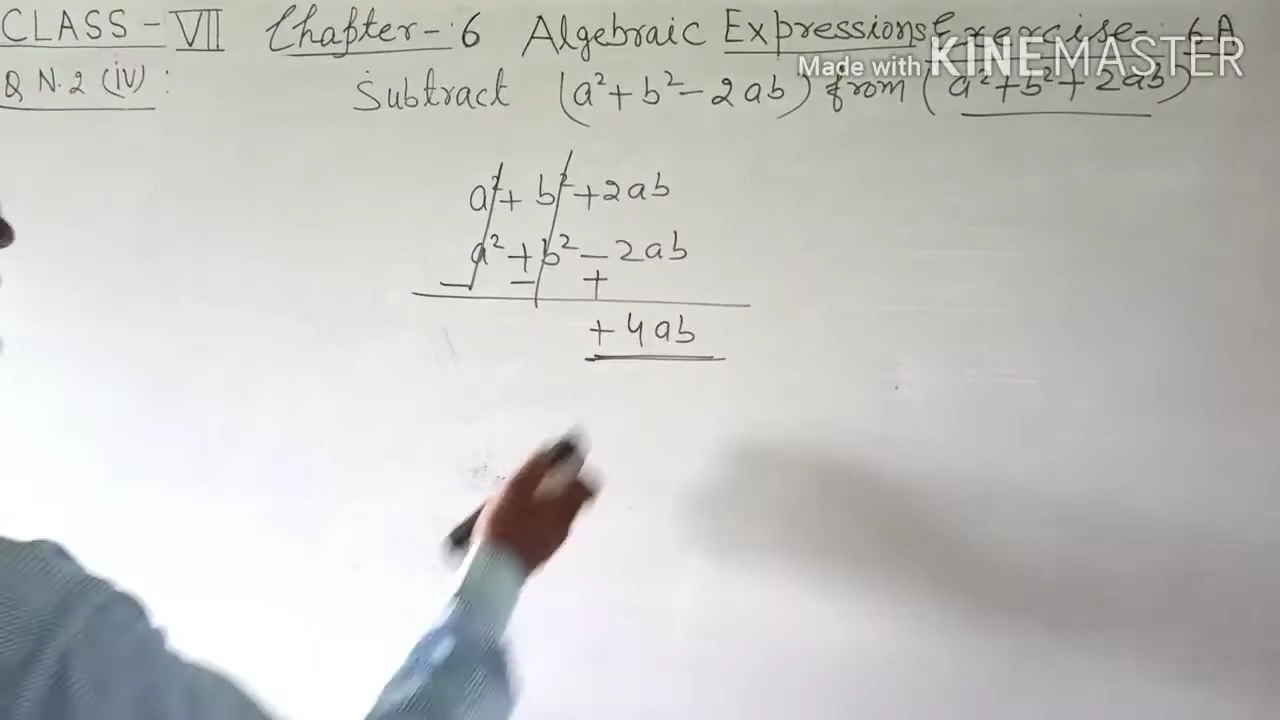 CLASS - VII Chapter-6 Algebraic Expressions Exercise- 6A
Made with KINEMASTER
Q N.2 (iv) : Subtract (a²+b²-2ab) from (a²+b²+2ab)
a²+ b²+2ab
a²+b²-2ab
- - +
+4ab